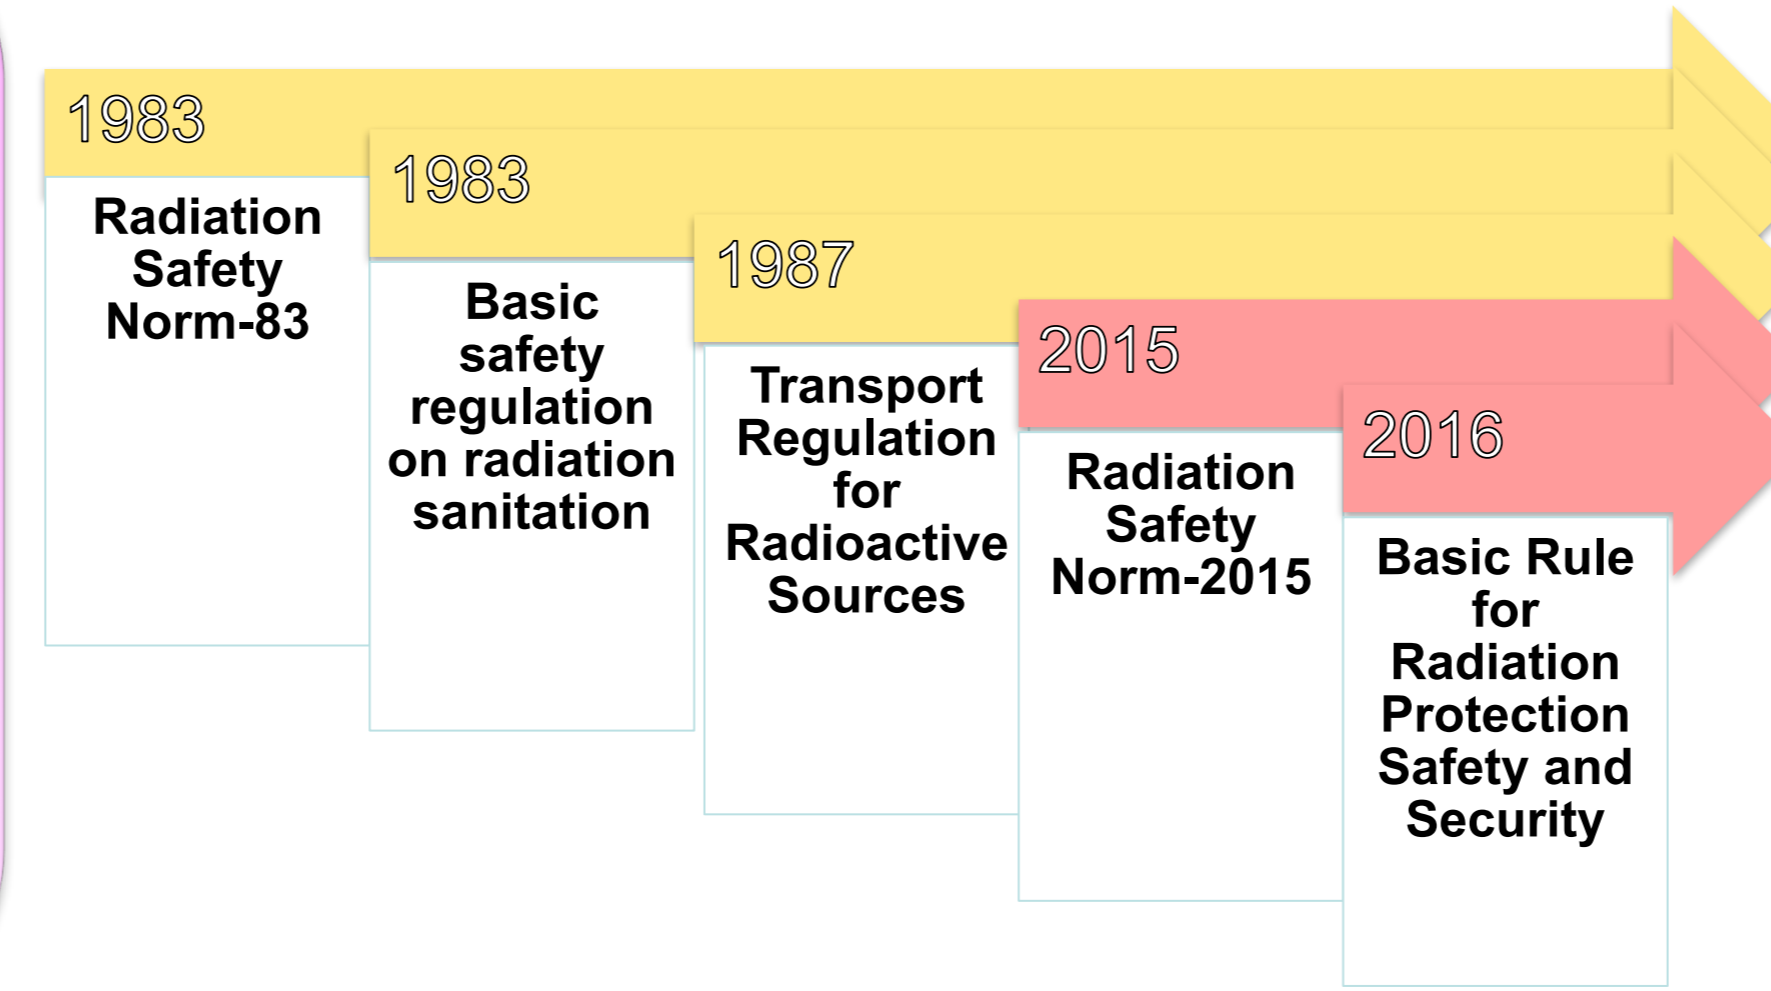 1983
Radiation
Safety
Norm-83
1983
Basic
safety
regulation
on radiation
sanitation
1987
Transport
Regulation
for
Radioactive
Sources
2015
Radiation
Safety
Norm-2015
2016
Basic Rule
for
Radiation
Protection
Safety and
Security